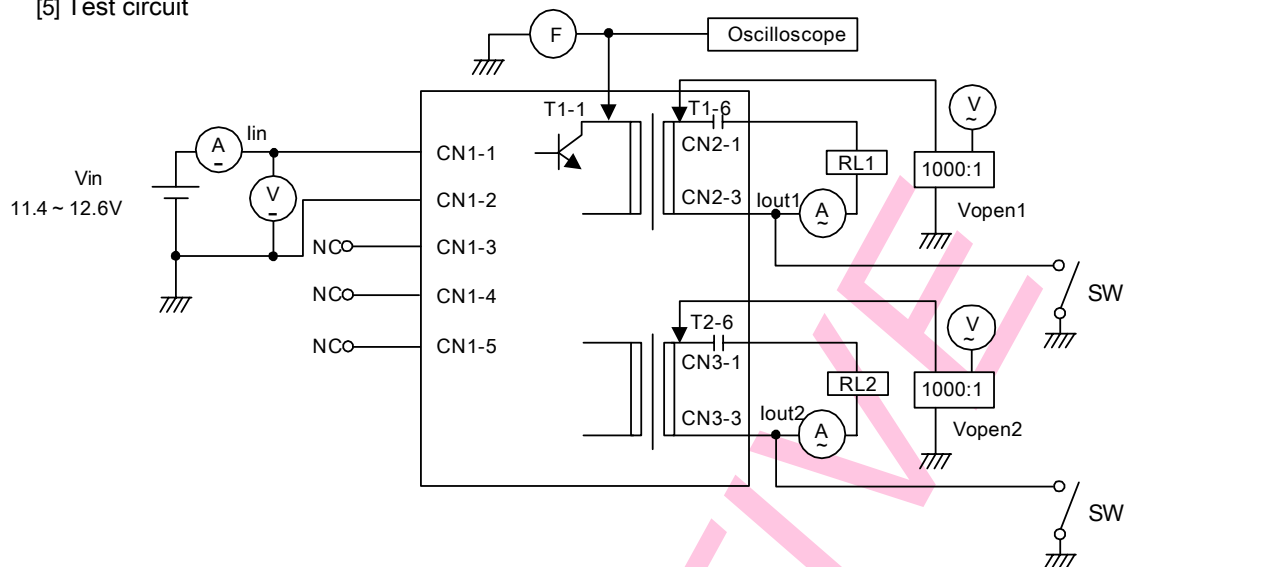 [5] Test circuit
F
Oscilloscope
T1-1
T1-6
V
~
A
-
Iin
CN1-1
CN2-1
RL1
1000:1
Vin
11.4 ~ 12.6V
V
-
CN1-2
CN2-3
Iout1
A
~
Vopen1
NC
CN1-3
SW
NC
CN1-4
T2-6
V
~
NC
CN1-5
CN3-1
RL2
1000:1
CN3-3
Iout2
A
~
Vopen2
SW